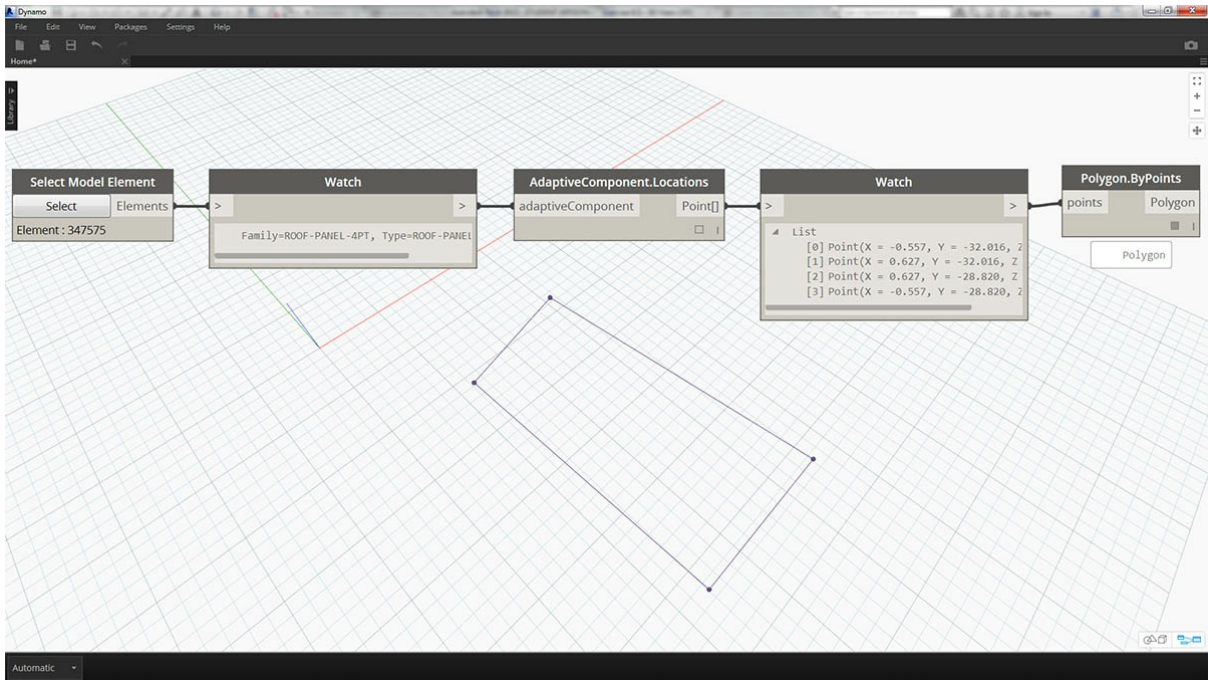 Dynamo
File Edit View Packages Settings Help
Home*
Library
Select Model Element
Select Elements
Element : 347575
Watch
> >
Family=ROOF-PANEL-4PT, Type=ROOF-PANEL
AdaptiveComponent.Locations
adaptiveComponent Point[]
Watch
> >
List
[0] Point(X = -0.557, Y = -32.016, Z
[1] Point(X = 0.627, Y = -32.016, Z
[2] Point(X = 0.627, Y = -28.820, Z
[3] Point(X = -0.557, Y = -28.820, Z
Polygon.ByPoints
points Polygon
Polygon
Automatic